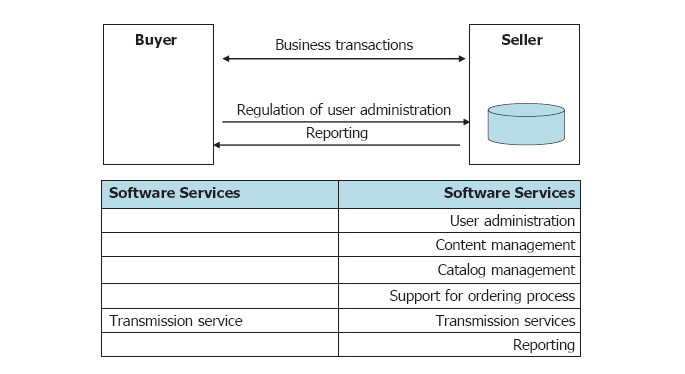 Buyer
Seller
Business transactions
Regulation of user administration
Reporting
Software Services
Software Services
User administration
Content management
Catalog management
Support for ordering process
Transmission service
Transmission services
Reporting